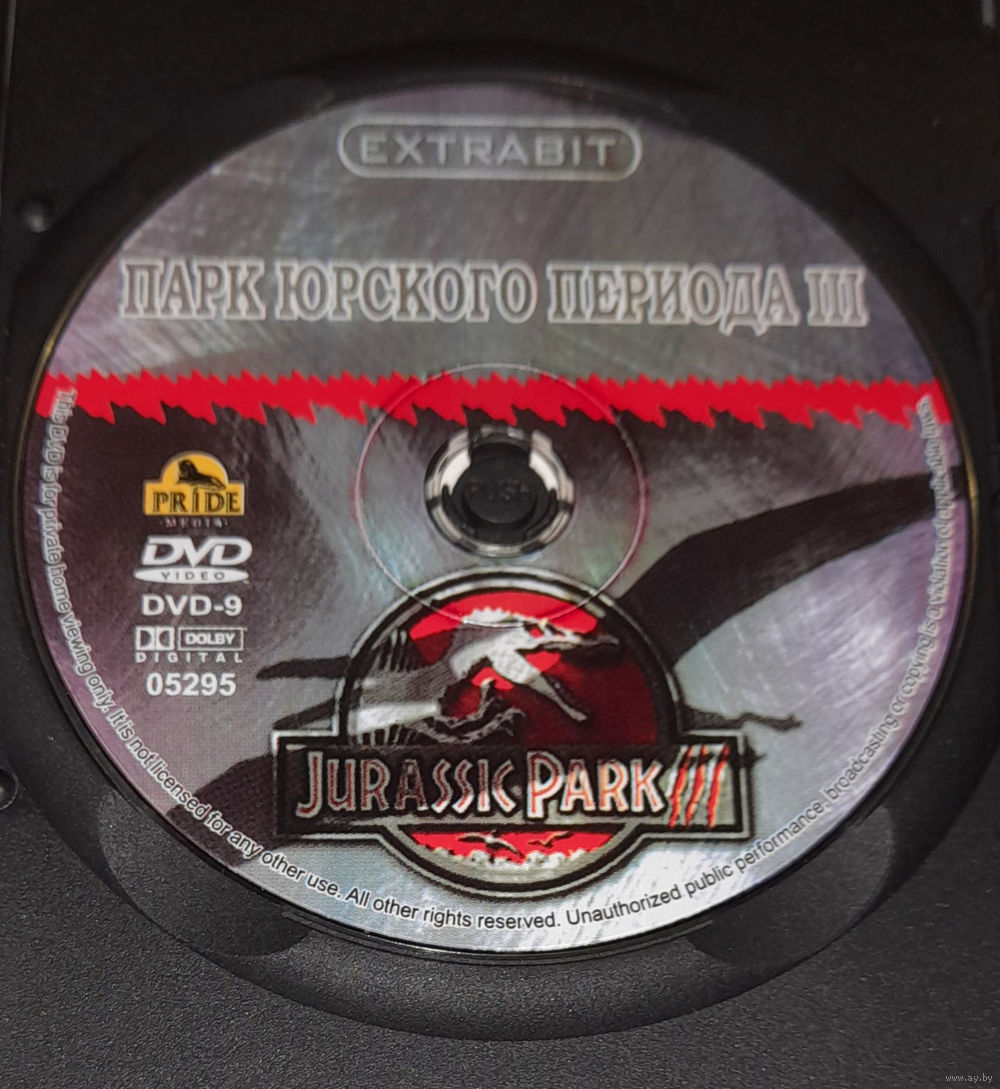 EXTRABIT
ПАРК ЮРСКОГО ПЕРИОДА III
PRIDE
MEDIA
DVD
VIDEO
DVD-9
DOLBY
DIGITAL
05295
PUSH
JURASSIC PARK III
This DVD is for private home viewing only. It is not licensed for any other use. All other rights reserved. Unauthorized public performance, broadcasting or copying is a violation of applicable laws.
www.ay.by